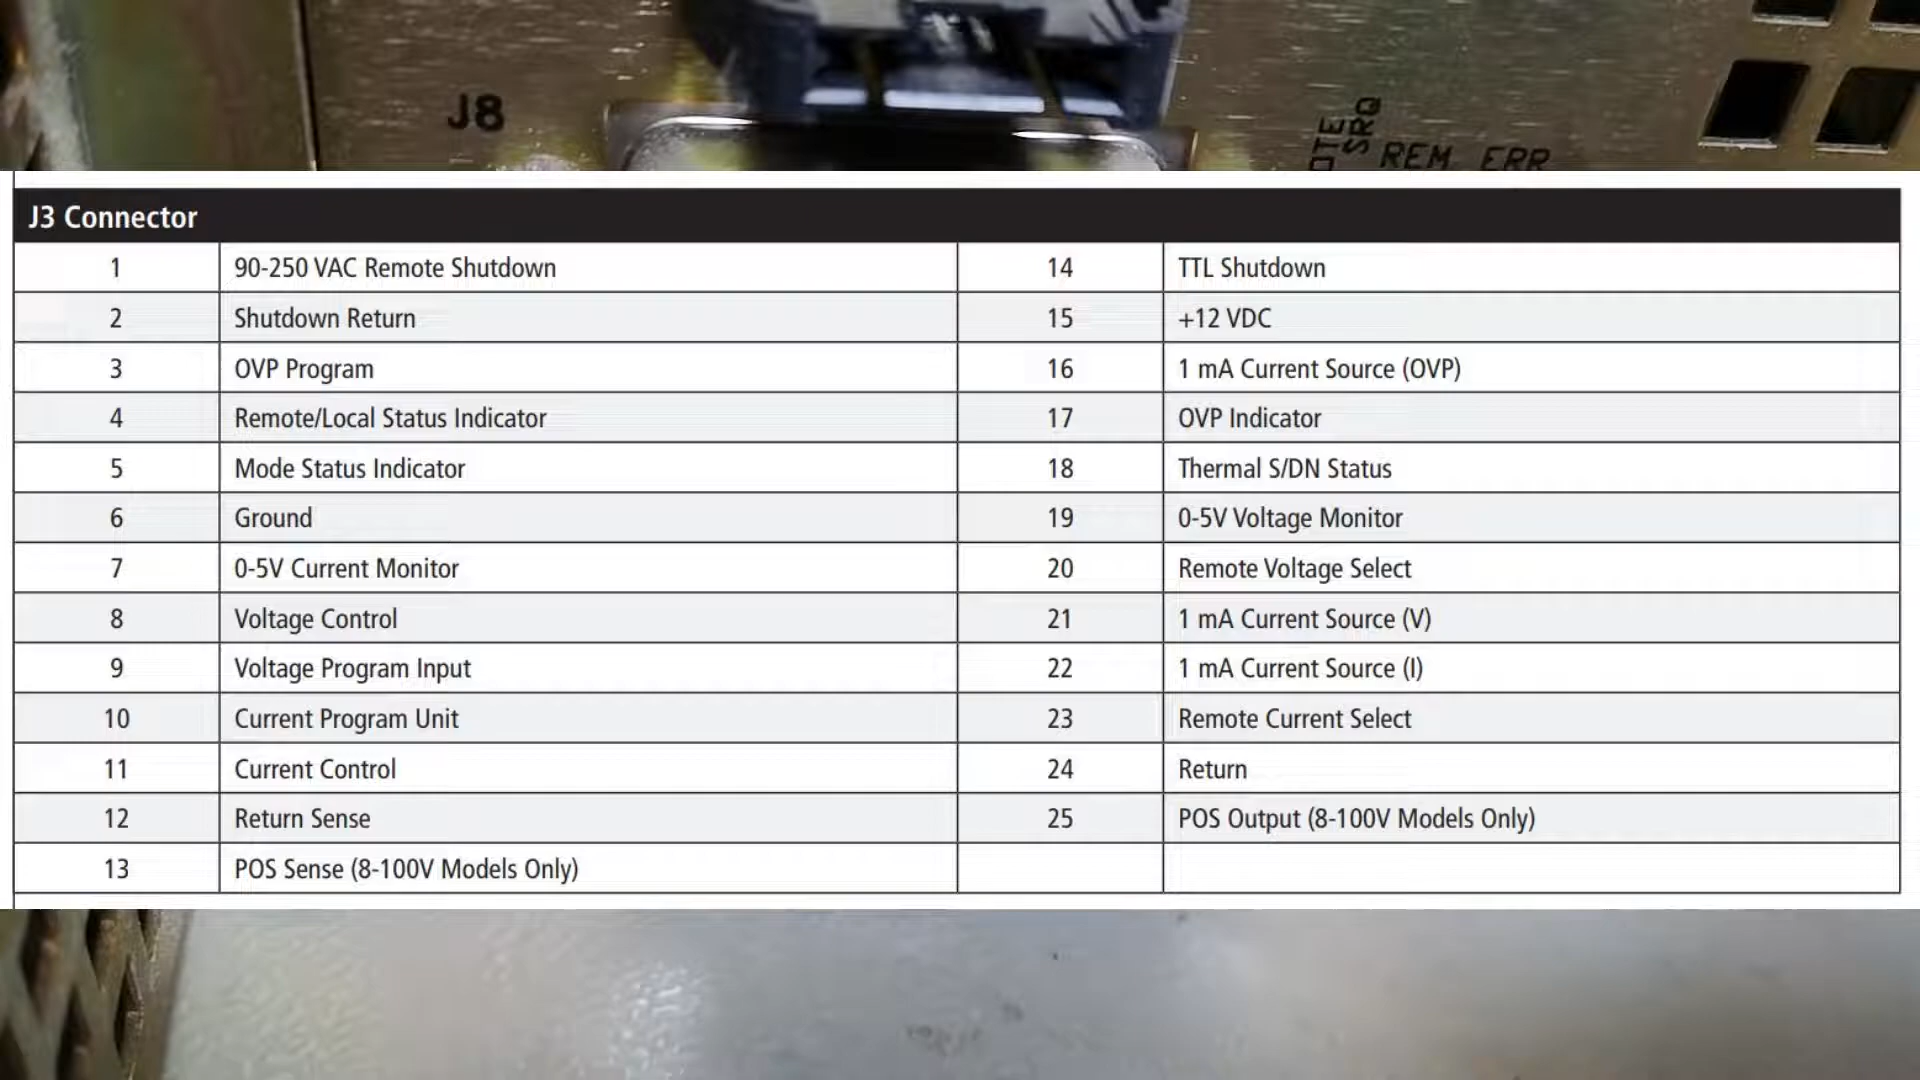 J8
SRQ
REM ERR
J3 Connector
1 90-250 VAC Remote Shutdown 14 TTL Shutdown
2 Shutdown Return 15 +12 VDC
3 OVP Program 16 1 mA Current Source (OVP)
4 Remote/Local Status Indicator 17 OVP Indicator
5 Mode Status Indicator 18 Thermal S/DN Status
6 Ground 19 0-5V Voltage Monitor
7 0-5V Current Monitor 20 Remote Voltage Select
8 Voltage Control 21 1 mA Current Source (V)
9 Voltage Program Input 22 1 mA Current Source (I)
10 Current Program Unit 23 Remote Current Select
11 Current Control 24 Return
12 Return Sense 25 POS Output (8-100V Models Only)
13 POS Sense (8-100V Models Only)